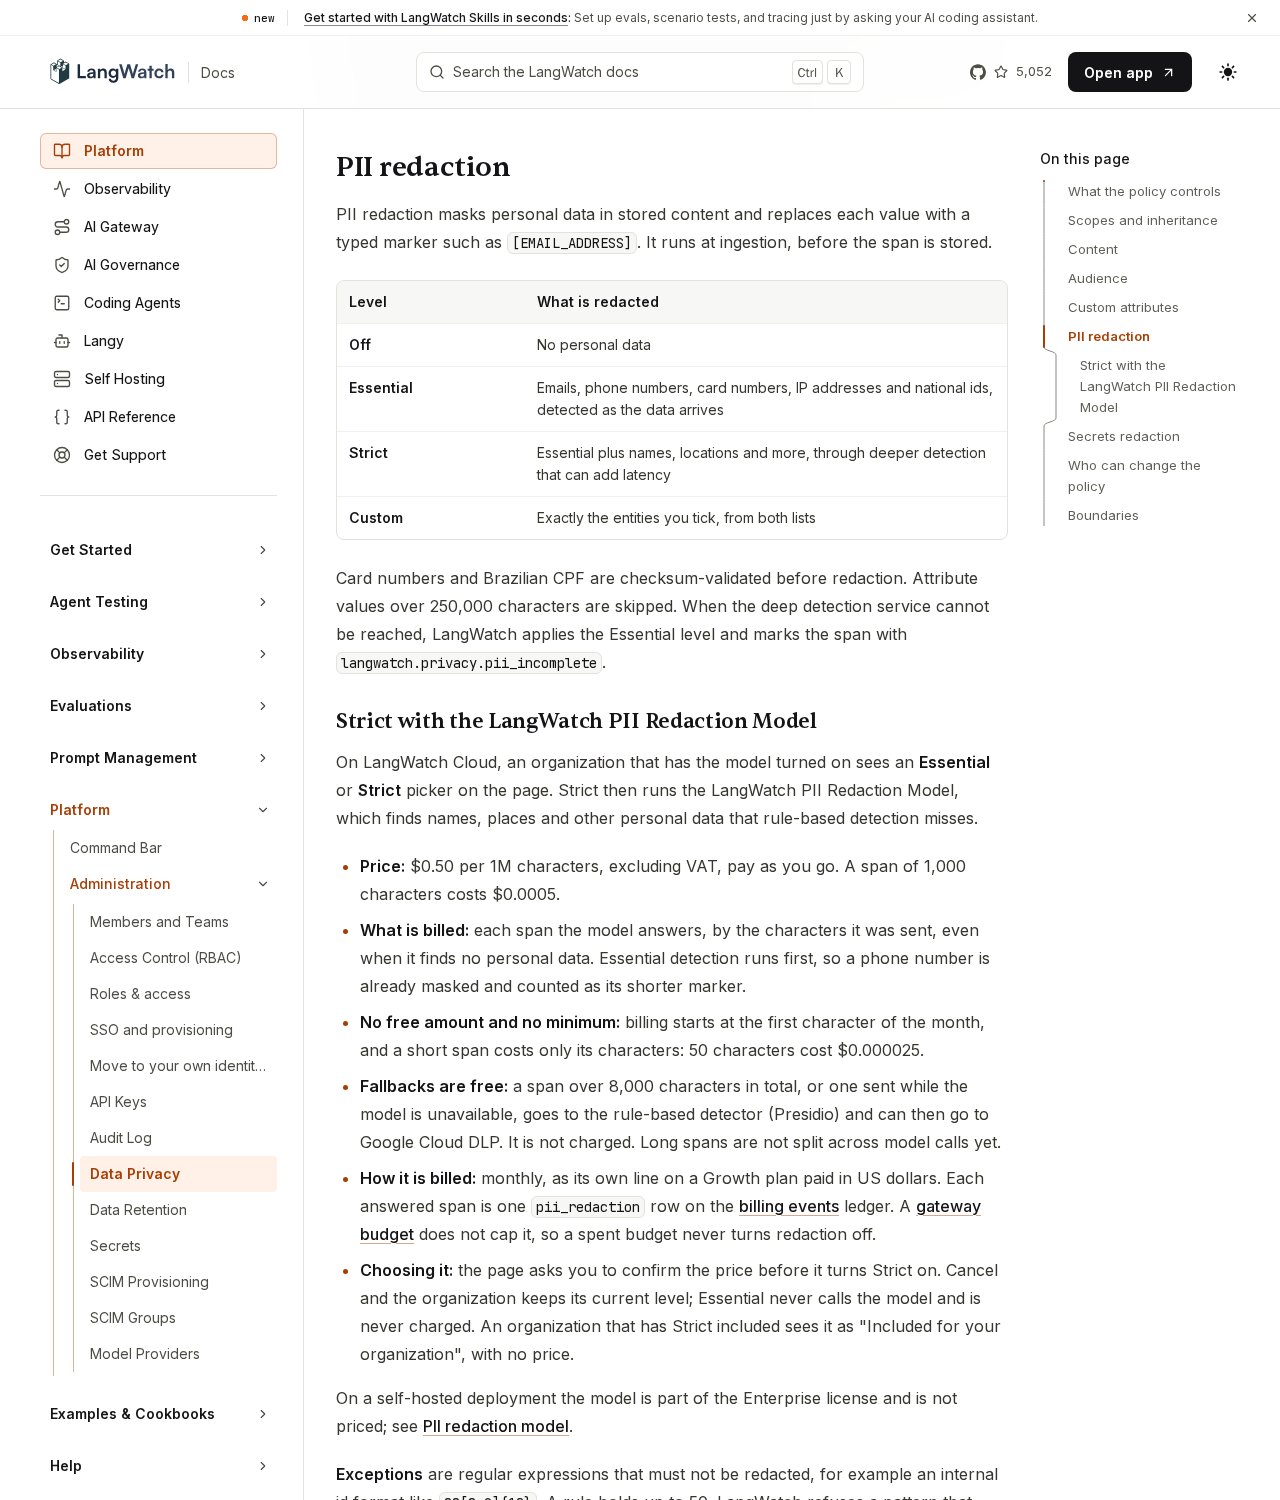 new
Get started with LangWatch Skills in seconds: Set up evals, scenario tests, and tracing just by asking your AI coding assistant.
LangWatch
Docs
Search the LangWatch docs
Ctrl
K
5,052
Open app
Platform
Observability
AI Gateway
AI Governance
Coding Agents
Langy
Self Hosting
API Reference
Get Support
Get Started
Agent Testing
Observability
Evaluations
Prompt Management
Platform
Command Bar
Administration
Members and Teams
Access Control (RBAC)
Roles & access
SSO and provisioning
Move to your own identit…
API Keys
Audit Log
Data Privacy
Data Retention
Secrets
SCIM Provisioning
SCIM Groups
Model Providers
Examples & Cookbooks
Help
PII redaction
PII redaction masks personal data in stored content and replaces each value with a
typed marker such as [EMAIL_ADDRESS]. It runs at ingestion, before the span is stored.
Level What is redacted
Off No personal data
Essential Emails, phone numbers, card numbers, IP addresses and national ids,
detected as the data arrives
Strict Essential plus names, locations and more, through deeper detection
that can add latency
Custom Exactly the entities you tick, from both lists
Card numbers and Brazilian CPF are checksum-validated before redaction. Attribute
values over 250,000 characters are skipped. When the deep detection service cannot
be reached, LangWatch applies the Essential level and marks the span with
langwatch.privacy.pii_incomplete.
Strict with the LangWatch PII Redaction Model
On LangWatch Cloud, an organization that has the model turned on sees an Essential
or Strict picker on the page. Strict then runs the LangWatch PII Redaction Model,
which finds names, places and other personal data that rule-based detection misses.
Price: $0.50 per 1M characters, excluding VAT, pay as you go. A span of 1,000
characters costs $0.0005.
What is billed: each span the model answers, by the characters it was sent, even
when it finds no personal data. Essential detection runs first, so a phone number is
already masked and counted as its shorter marker.
No free amount and no minimum: billing starts at the first character of the month,
and a short span costs only its characters: 50 characters cost $0.000025.
Fallbacks are free: a span over 8,000 characters in total, or one sent while the
model is unavailable, goes to the rule-based detector (Presidio) and can then go to
Google Cloud DLP. It is not charged. Long spans are not split across model calls yet.
How it is billed: monthly, as its own line on a Growth plan paid in US dollars. Each
answered span is one pii_redaction row on the billing events ledger. A gateway
budget does not cap it, so a spent budget never turns redaction off.
Choosing it: the page asks you to confirm the price before it turns Strict on. Cancel
and the organization keeps its current level; Essential never calls the model and is
never charged. An organization that has Strict included sees it as "Included for your
organization", with no price.
On a self-hosted deployment the model is part of the Enterprise license and is not
priced; see PII redaction model.
Exceptions are regular expressions that must not be redacted, for example an internal
On this page
What the policy controls
Scopes and inheritance
Content
Audience
Custom attributes
PII redaction
Strict with the
LangWatch PII Redaction
Model
Secrets redaction
Who can change the
policy
Boundaries